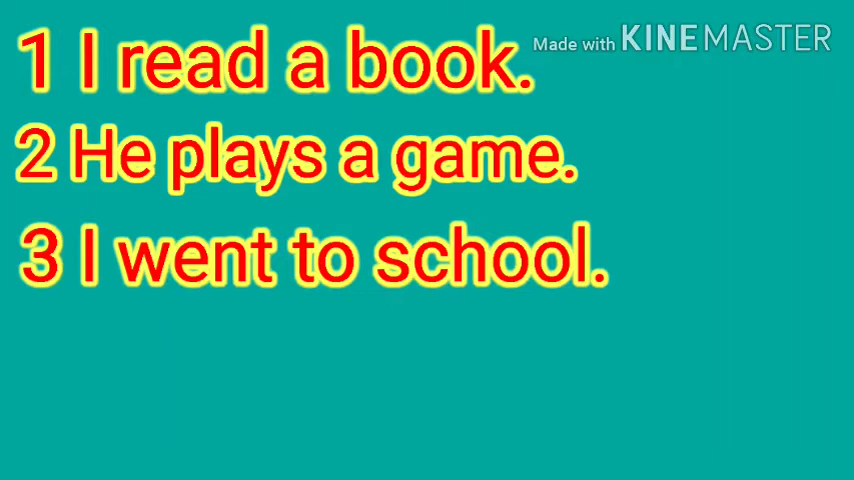 1 I read a book.
Made with KINEMASTER
2 He plays a game.
3 I went to school.